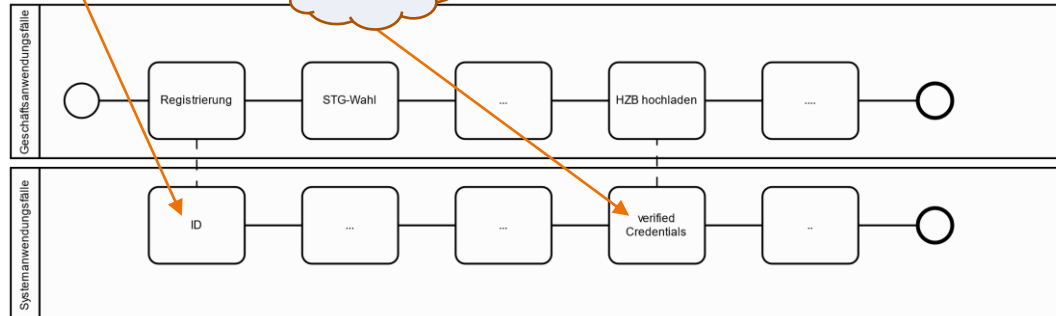 Geschäftsanwendungsfälle
Registrierung
STG-Wahl
...
HZB hochladen
....
Systemanwendungsfälle
ID
...
...
verified
Credentials
..